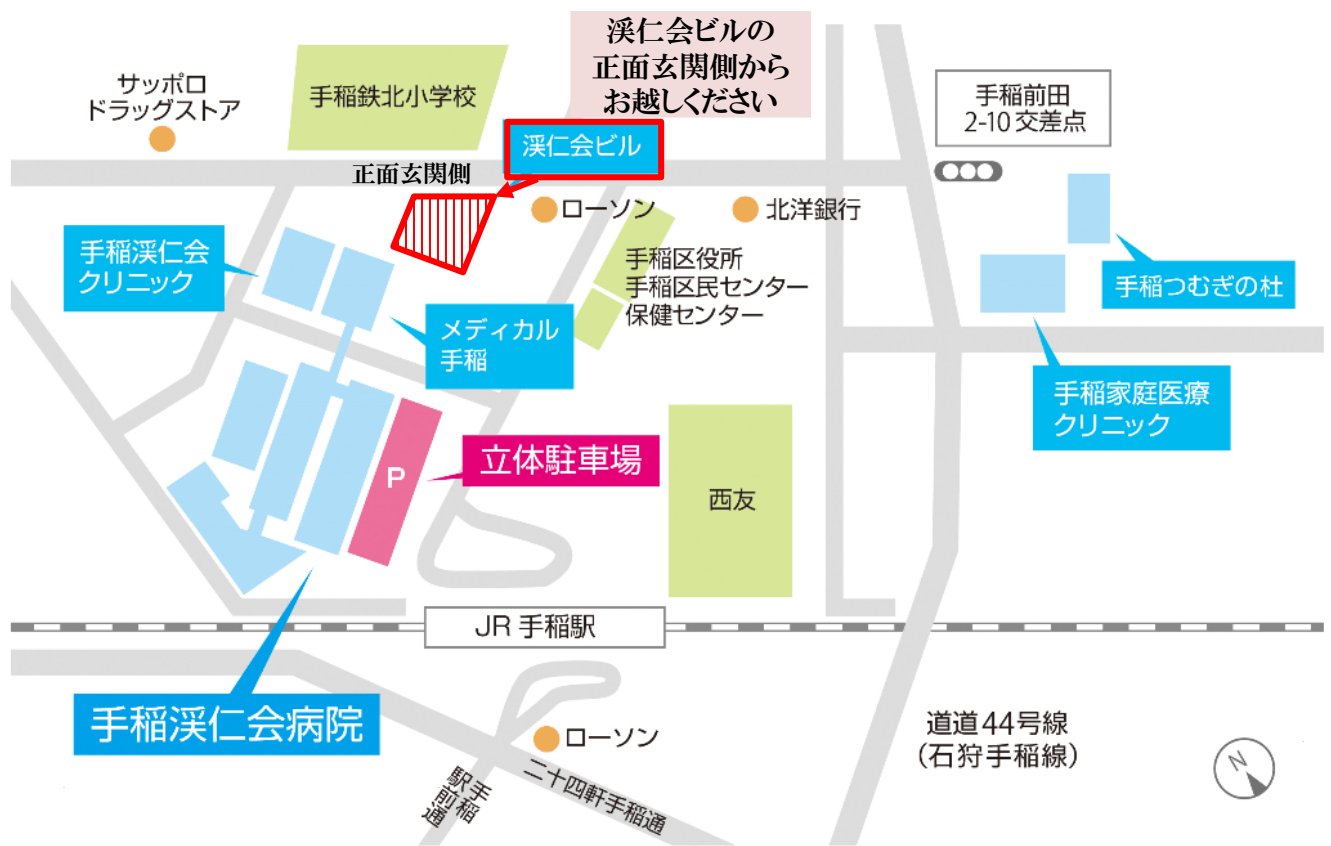 渓仁会ビルの
正面玄関側から
お越しください
サッポロ
ドラッグストア
手稲鉄北小学校
手稲前田
2-10交差点
渓仁会ビル
正面玄関側
ローソン
北洋銀行
手稲渓仁会
クリニック
手稲区役所
手稲区民センター
保健センター
手稲つむぎの杜
メディカル
手稲
手稲家庭医療
クリニック
立体駐車場
P
西友
JR 手稲駅
手稲渓仁会病院
ローソン
道道44号線
(石狩手稲線)
N
二十四軒手稲通
手稲
駅前通